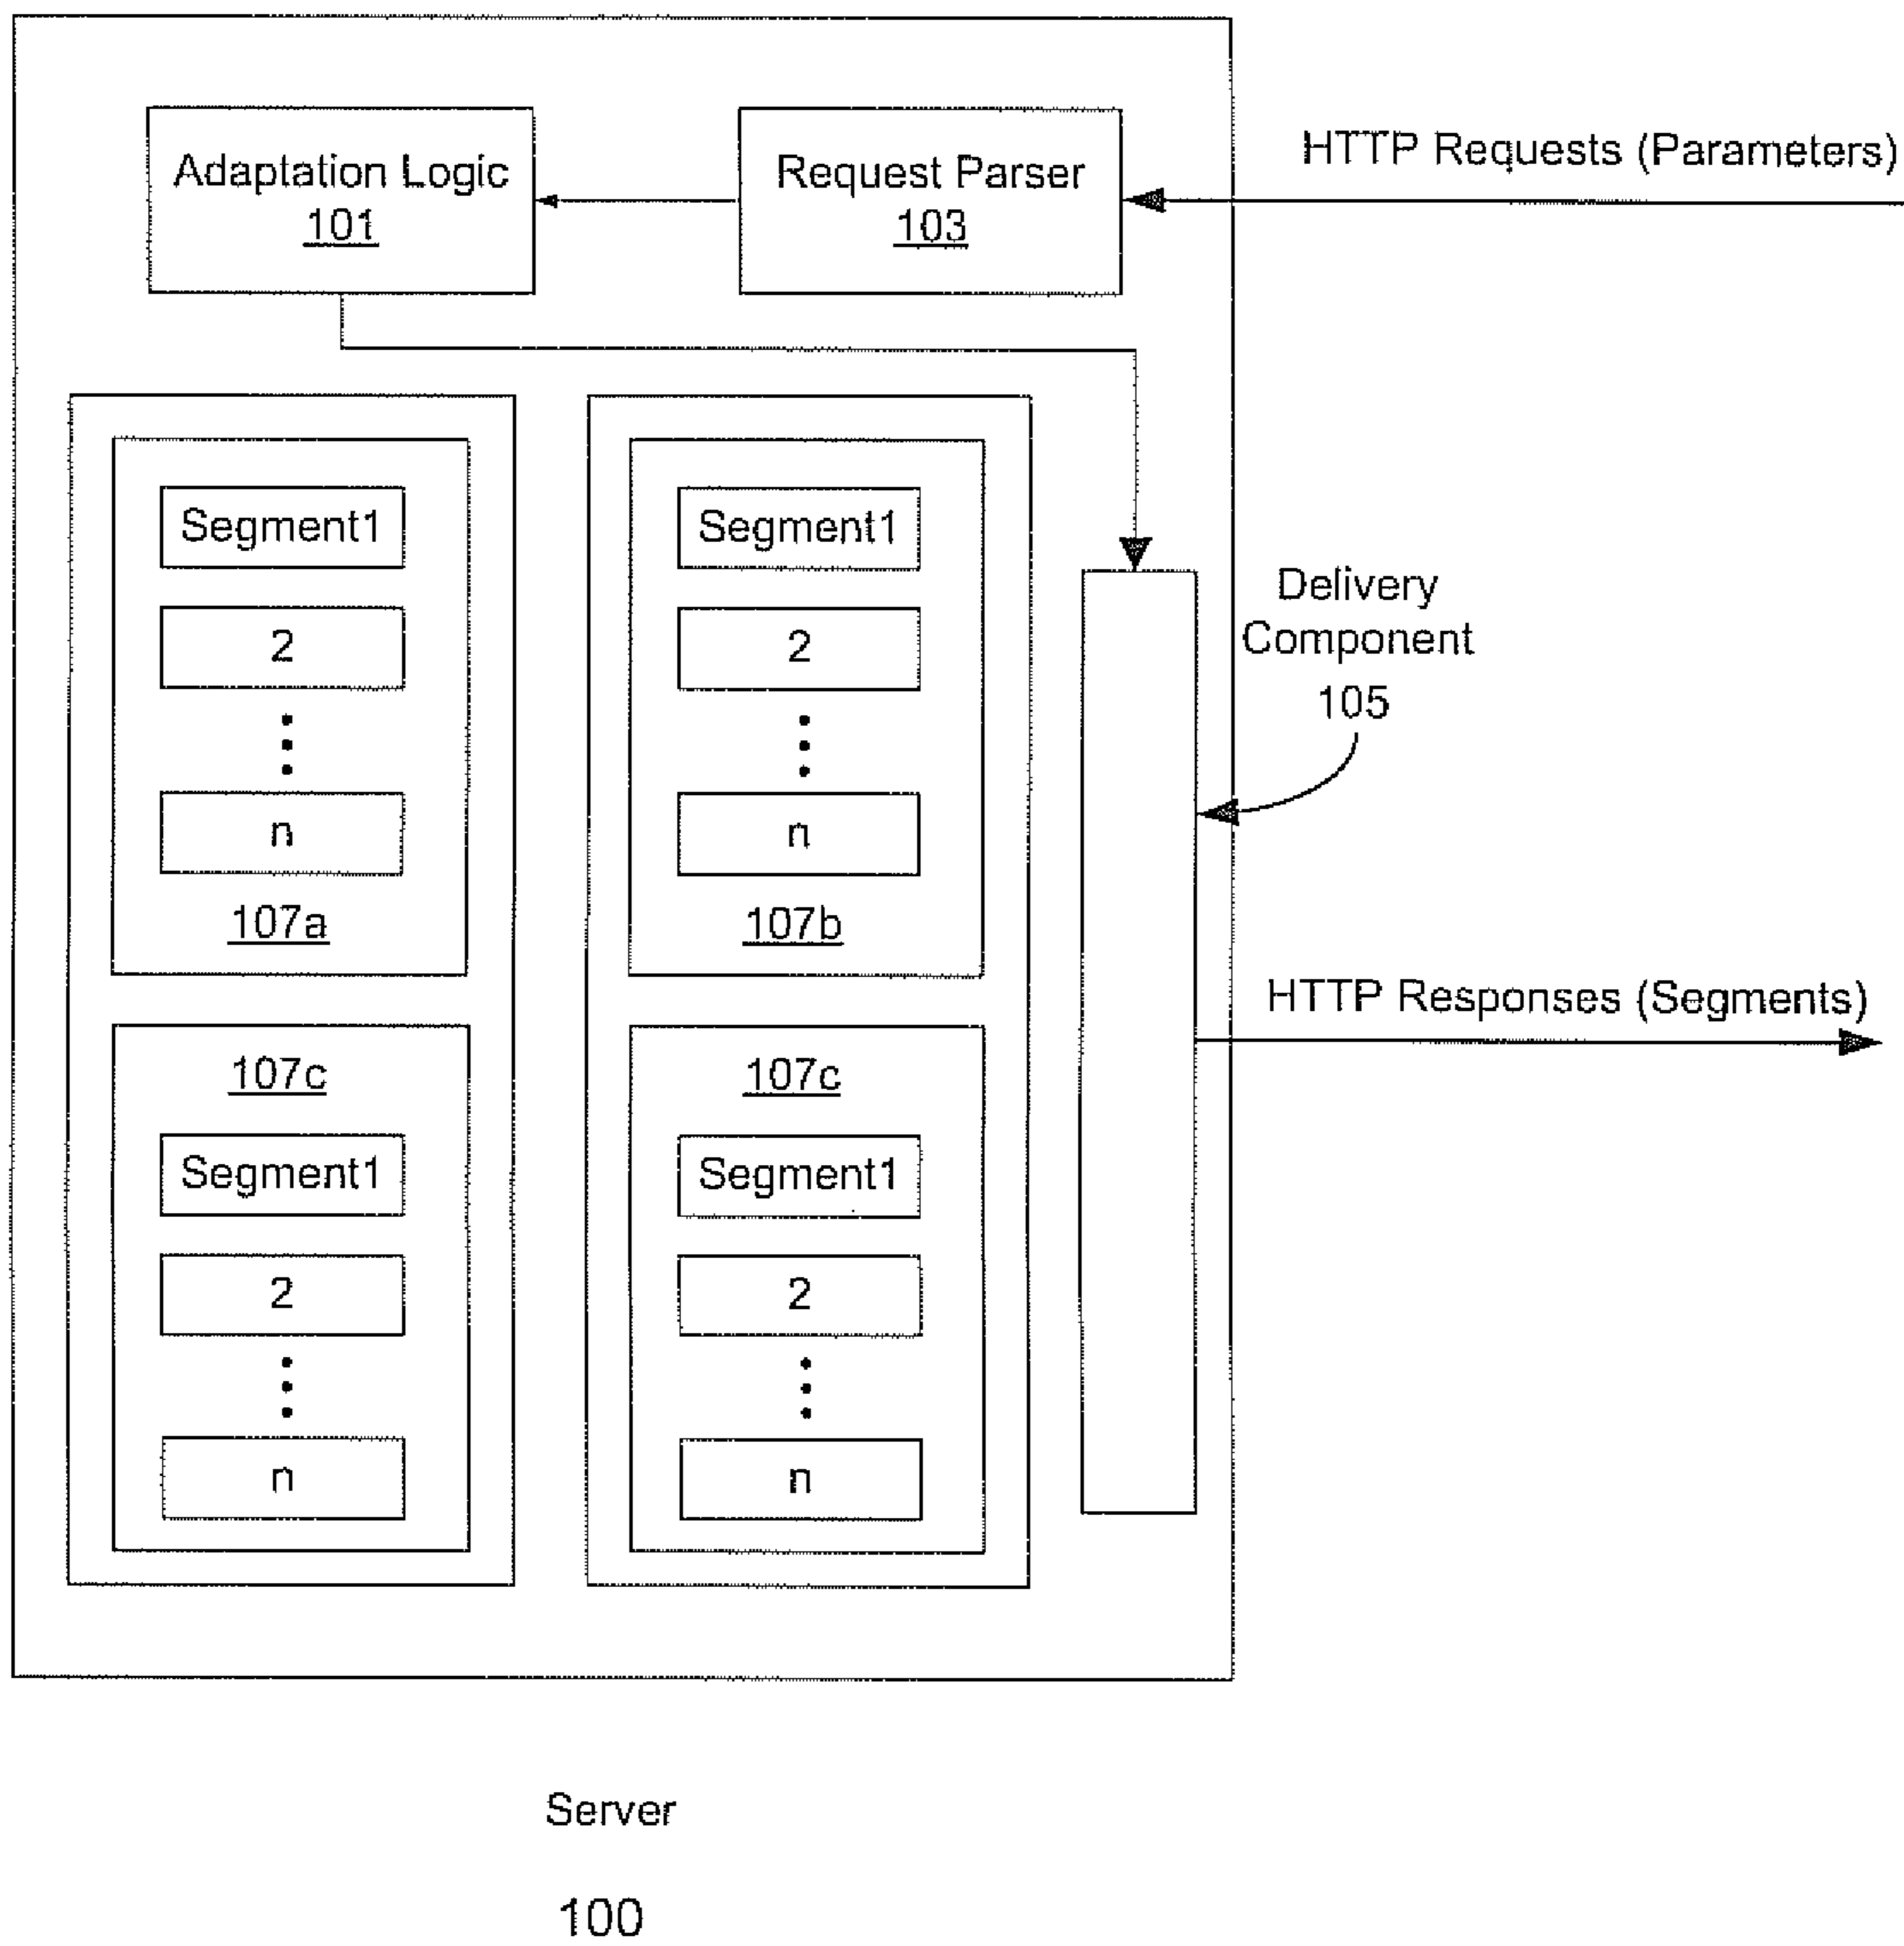 HTTP Requests (Parameters)
Adaptation Logic
101
Request Parser
103
Segment1
2
n
107a
Segment1
2
n
107b
Delivery
Component
105
HTTP Responses (Segments)
107c
Segment1
2
n
107c
Segment1
2
n
Server
100